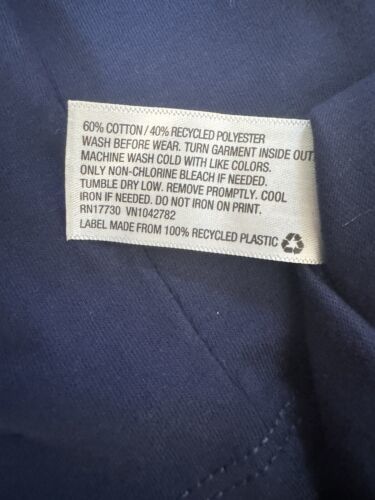 60% COTTON / 40% RECYCLED POLYESTER
WASH BEFORE WEAR. TURN GARMENT INSIDE OUT.
MACHINE WASH COLD WITH LIKE COLORS.
ONLY NON-CHLORINE BLEACH IF NEEDED.
TUMBLE DRY LOW. REMOVE PROMPTLY. COOL
IRON IF NEEDED. DO NOT IRON ON PRINT.
RN17730 VN1042782
LABEL MADE FROM 100% RECYCLED PLASTIC